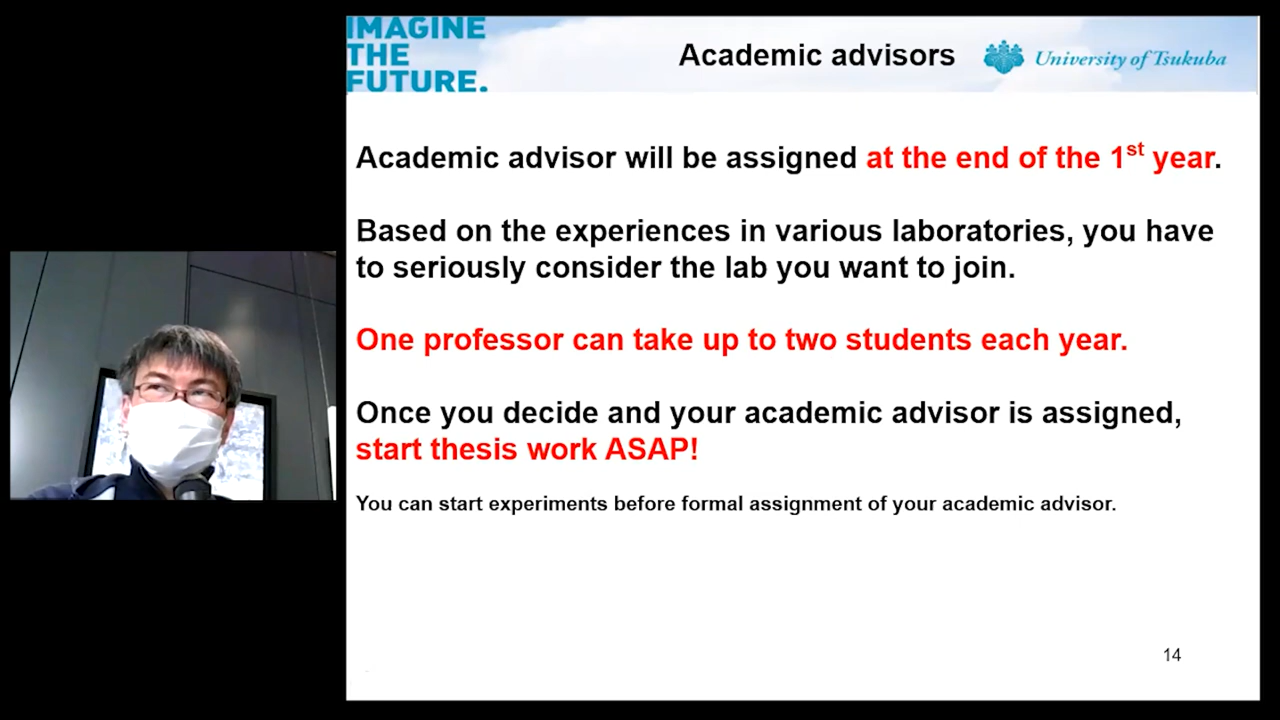 IMAGINE
THE
FUTURE.
Academic advisors
University of Tsukuba
Academic advisor will be assigned at the end of the 1st year.
Based on the experiences in various laboratories, you have
to seriously consider the lab you want to join.
One professor can take up to two students each year.
Once you decide and your academic advisor is assigned,
start thesis work ASAP!
You can start experiments before formal assignment of your academic advisor.
14